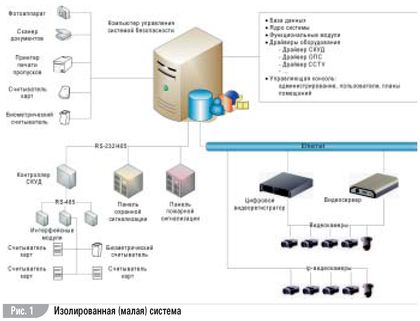 Фотоаппарат
Сканер
документов
Принтер
печати
пропусков
Считыватель
карт
Биометрический
считыватель
Компьютер управления
системой безопасности
• База данных
• Ядро системы
• Функциональные модули
• Драйверы оборудования
- Драйвер СКУД
- Драйвер ОПС
- Драйвер CCTV
- ...
• Управляющая консоль:
администрирование, пользователи, планы
помещений
RS-232/485
Ethernet
Контроллер
СКУД
Панель
охранной
сигнализации
Панель
пожарной
сигнализации
Цифровой
видеорегистратор
Видеосервер
RS-485
Интерфейсные
модули
Видеокамеры
Считыватель
карт
Биометрический
считыватель
Считыватель
карт
Считыватель
карт
ip-видеокамеры
Рис. 1 Изолированная (малая) система